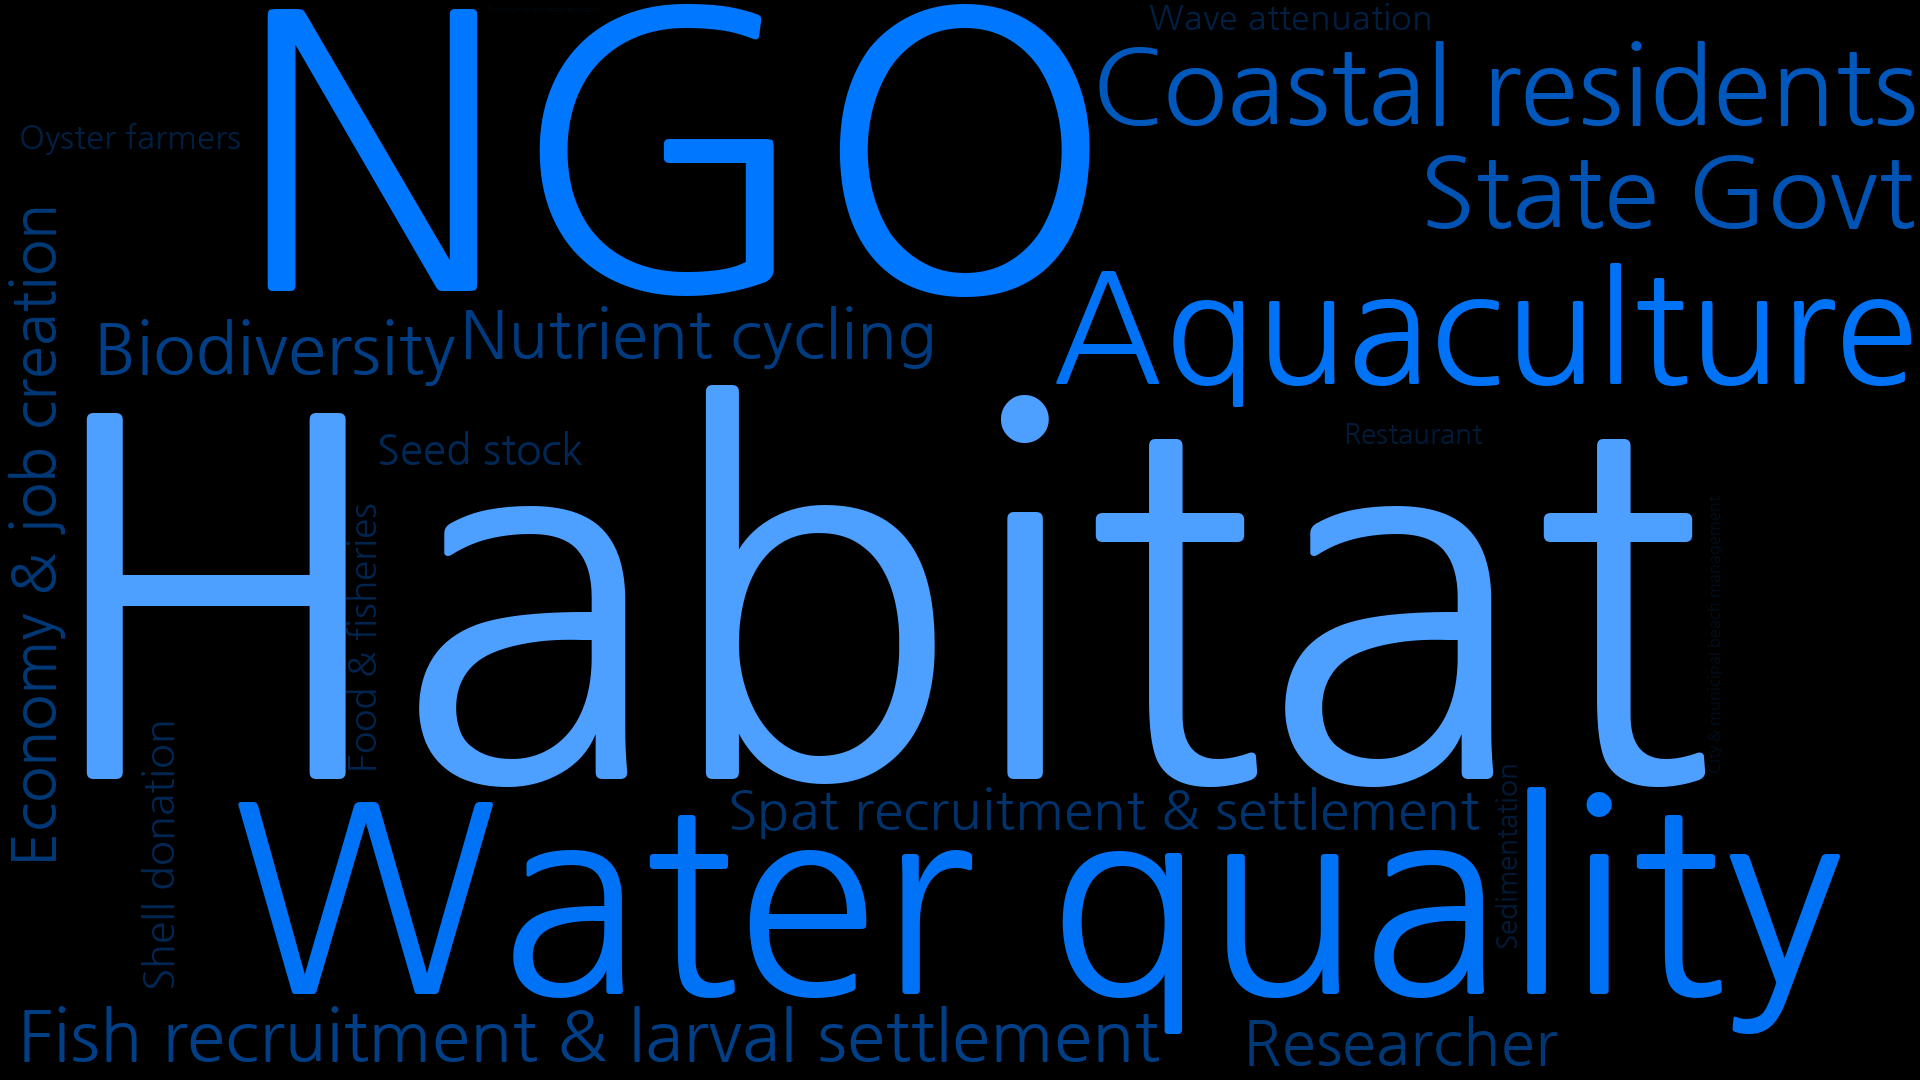 Wave attenuation
NGO
Coastal residents
Oyster farmers
State Govt
Economy & job creation
Aquaculture
Biodiversity
Nutrient cycling
Habitat
Seed stock
Restaurant
Food & fisheries
City & municipal beach management
Shell donation
Spat recruitment & settlement
Sedimentation
Water quality
Fish recruitment & larval settlement
Researcher